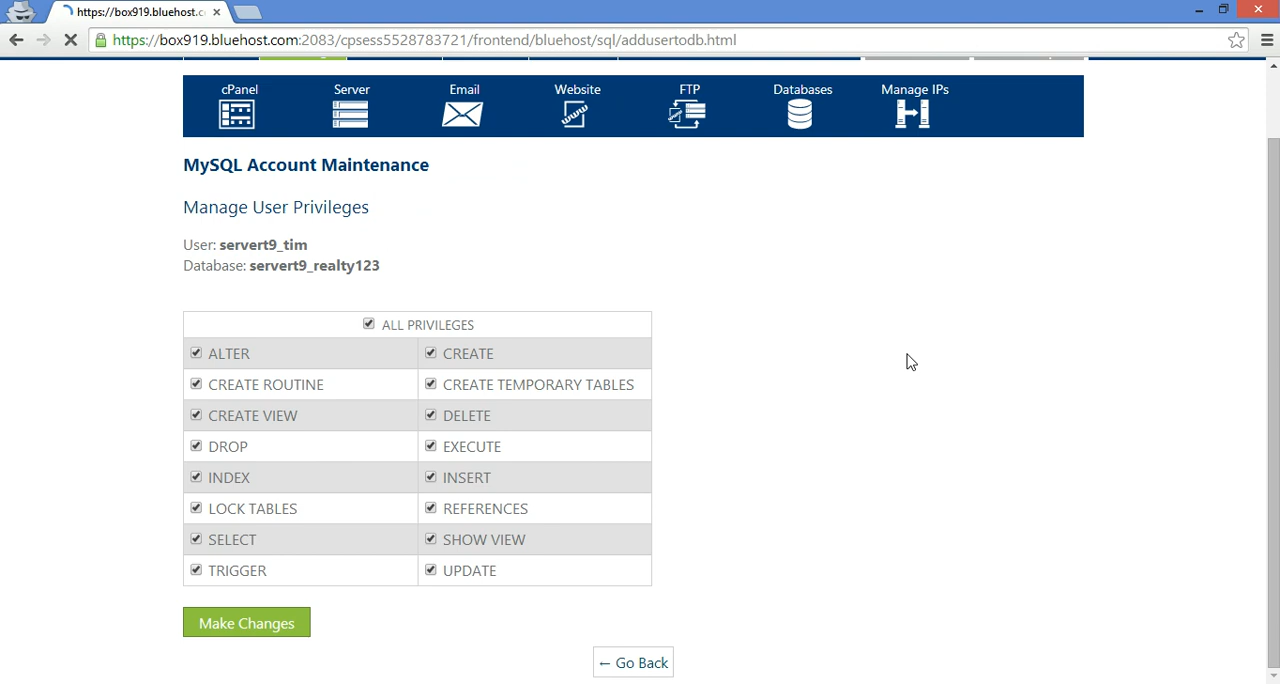 https://box919.bluehost.c
https://box919.bluehost.com:2083/cpsess5528783721/frontend/bluehost/sql/addusertodb.html
cPanel Server Email Website FTP Databases Manage IPs
MySQL Account Maintenance
Manage User Privileges
User: servert9_tim
Database: servert9_realty123
ALL PRIVILEGES
ALTER CREATE
CREATE ROUTINE CREATE TEMPORARY TABLES
CREATE VIEW DELETE
DROP EXECUTE
INDEX INSERT
LOCK TABLES REFERENCES
SELECT SHOW VIEW
TRIGGER UPDATE
Make Changes
← Go Back